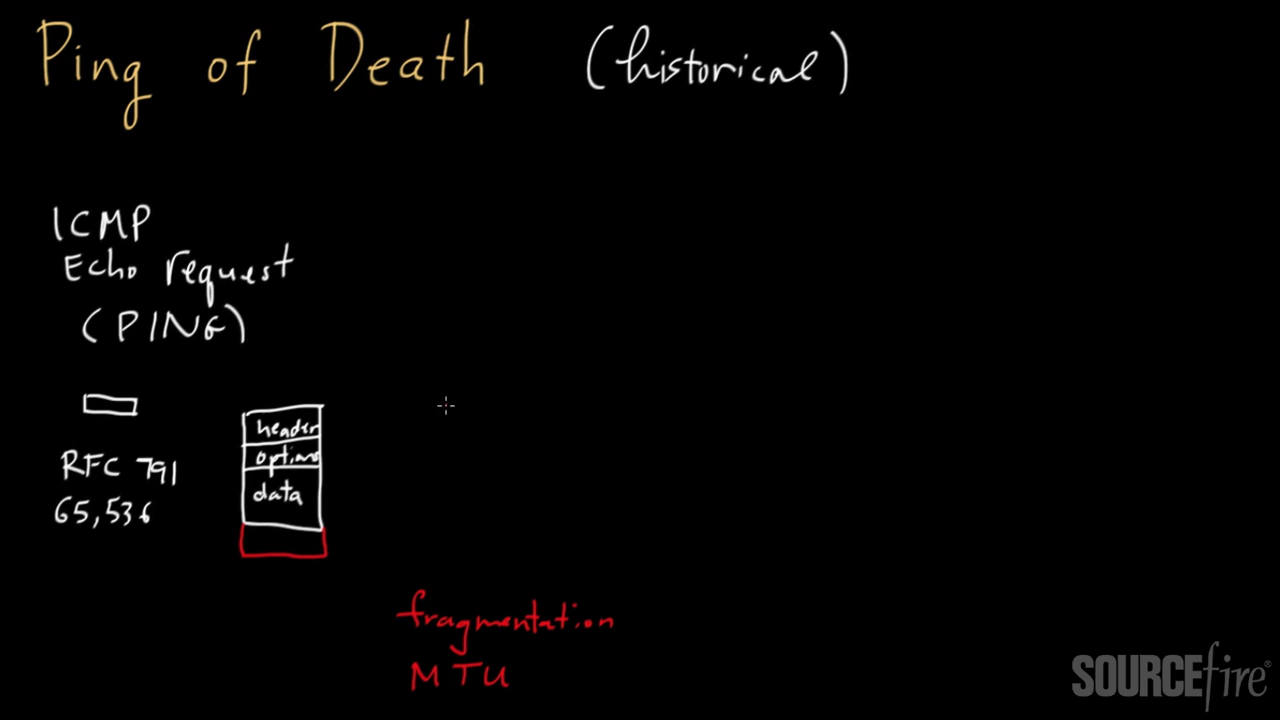 Ping of Death (historical)
ICMP
Echo request
(PING)
RFC 791
65,536
header
options
data
fragmentation
MTU
SOURCEfire®